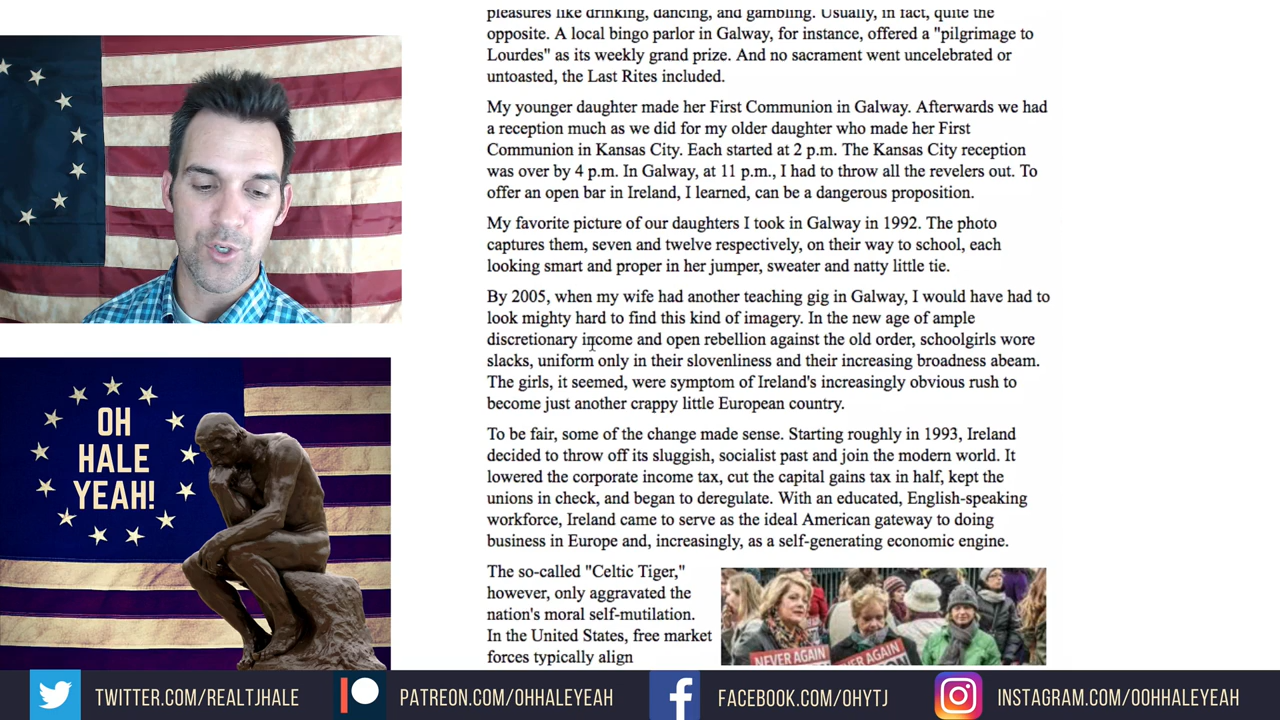 pleasures like drinking, dancing, and gambling. Usually, in fact, quite the
opposite. A local bingo parlor in Galway, for instance, offered a "pilgrimage to
Lourdes" as its weekly grand prize. And no sacrament went uncelebrated or
untoasted, the Last Rites included.
My younger daughter made her First Communion in Galway. Afterwards we had
a reception much as we did for my older daughter who made her First
Communion in Kansas City. Each started at 2 p.m. The Kansas City reception
was over by 4 p.m. In Galway, at 11 p.m., I had to throw all the revelers out. To
offer an open bar in Ireland, I learned, can be a dangerous proposition.
My favorite picture of our daughters I took in Galway in 1992. The photo
captures them, seven and twelve respectively, on their way to school, each
looking smart and proper in her jumper, sweater and natty little tie.
By 2005, when my wife had another teaching gig in Galway, I would have had to
look mighty hard to find this kind of imagery. In the new age of ample
discretionary income and open rebellion against the old order, schoolgirls wore
slacks, uniform only in their slovenliness and their increasing broadness abeam.
The girls, it seemed, were symptom of Ireland's increasingly obvious rush to
become just another crappy little European country.
To be fair, some of the change made sense. Starting roughly in 1993, Ireland
decided to throw off its sluggish, socialist past and join the modern world. It
lowered the corporate income tax, cut the capital gains tax in half, kept the
unions in check, and began to deregulate. With an educated, English-speaking
workforce, Ireland came to serve as the ideal American gateway to doing
business in Europe and, increasingly, as a self-generating economic engine.
The so-called "Celtic Tiger,"
however, only aggravated the
nation's moral self-mutilation.
In the United States, free market
forces typically align
NEVER AGAIN
ER AGAIN
OH
HALE
YEAH!
TWITTER.COM/REALTJHALE
PATREON.COM/OHHALEYEAH
FACEBOOK.COM/OHYTJ
INSTAGRAM.COM/OOHHALEYEAH